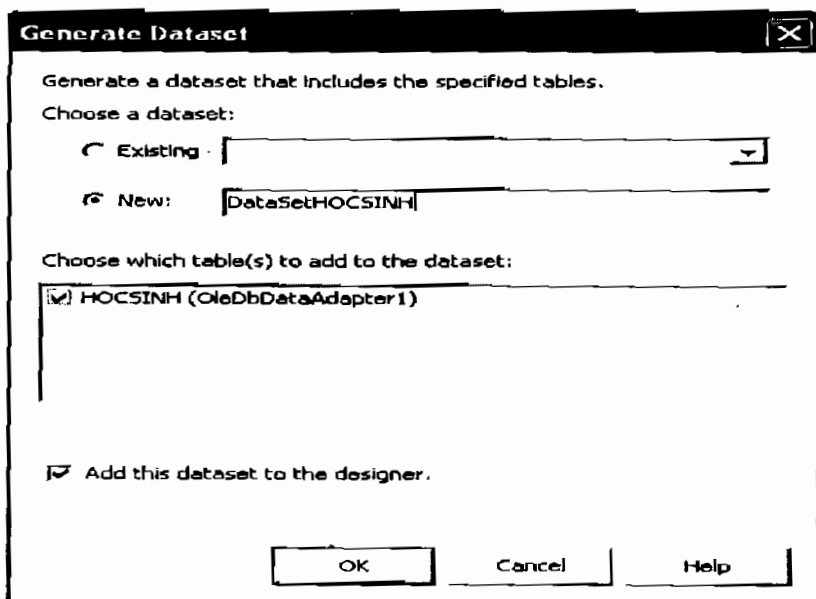 Generate Dataset
Generate a dataset that includes the specified tables.
Choose a dataset:
Existing
New: DataSetHOCSINH
Choose which table(s) to add to the dataset:
HOCSINH (OleDbDataAdapter1)
Add this dataset to the designer.
OK Cancel Help